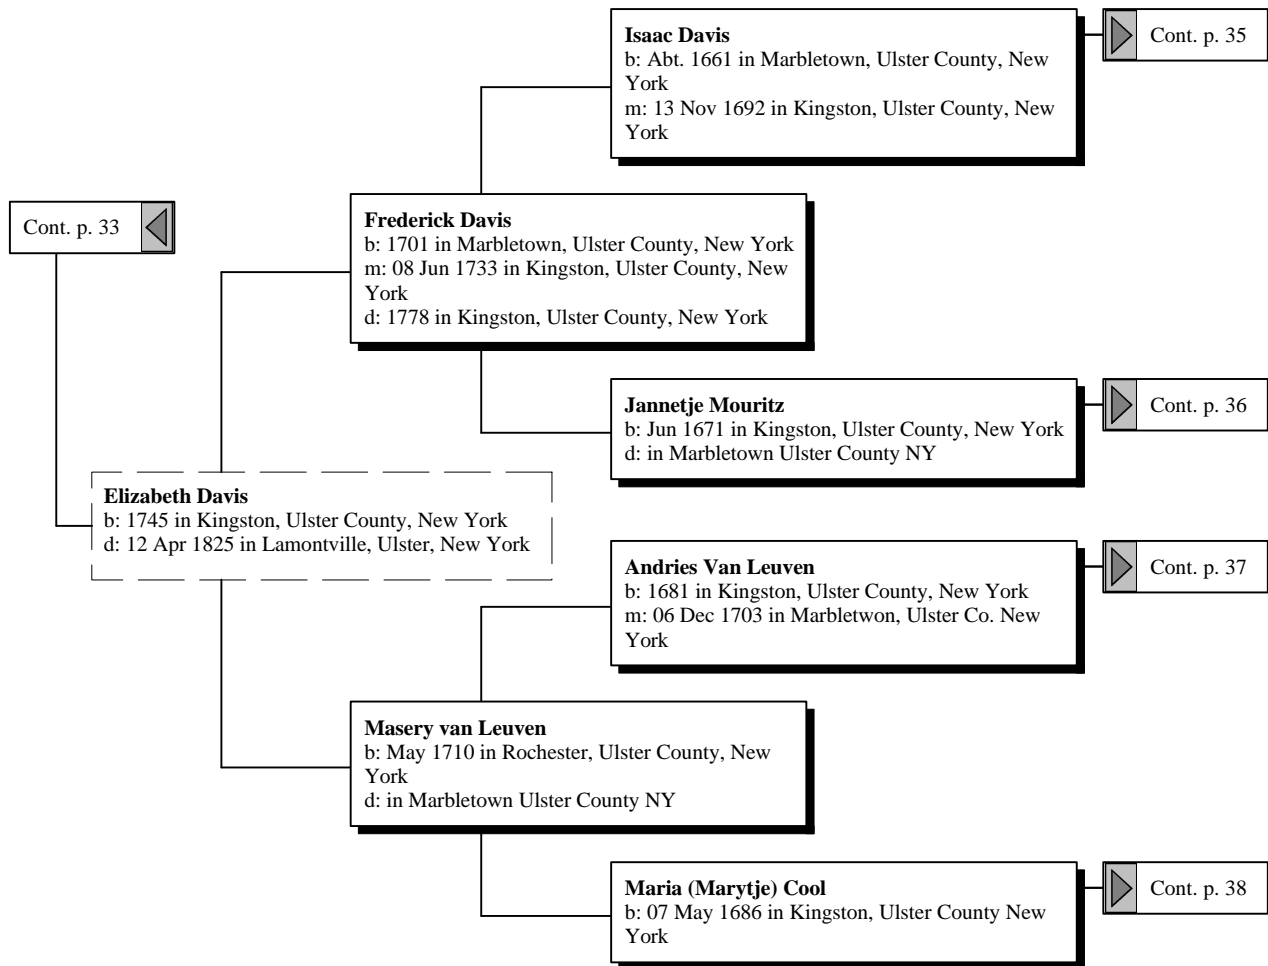 Isaac Davis
b: Abt. 1661 in Marbletown, Ulster County, New
York
m: 13 Nov 1692 in Kingston, Ulster County, New
York
Cont. p. 35
Frederick Davis
b: 1701 in Marbletown, Ulster County, New York
m: 08 Jun 1733 in Kingston, Ulster County, New
York
d: 1778 in Kingston, Ulster County, New York
Cont. p. 33
Jannetje Mouritz
b: Jun 1671 in Kingston, Ulster County, New York
d: in Marbletown Ulster County NY
Cont. p. 36
Elizabeth Davis
b: 1745 in Kingston, Ulster County, New York
d: 12 Apr 1825 in Lamontville, Ulster, New York
Andries Van Leuven
b: 1681 in Kingston, Ulster County, New York
m: 06 Dec 1703 in Marbletwon, Ulster Co. New
York
Cont. p. 37
Masery van Leuven
b: May 1710 in Rochester, Ulster County, New
York
d: in Marbletown Ulster County NY
Maria (Marytje) Cool
b: 07 May 1686 in Kingston, Ulster County New
York
Cont. p. 38